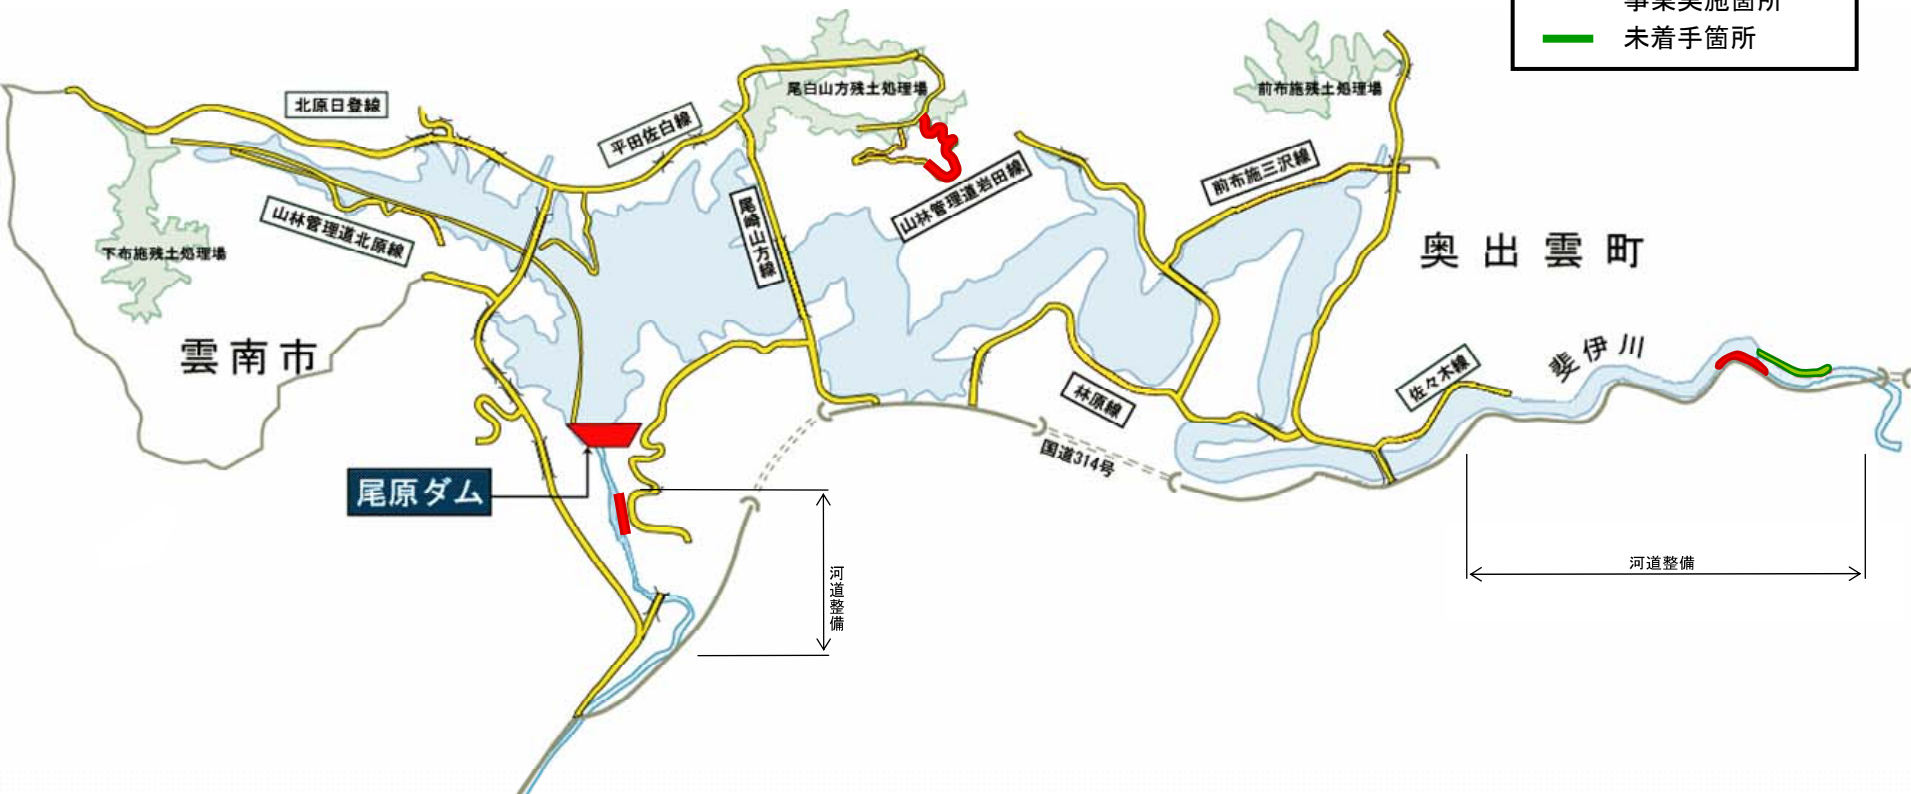 事業実施箇所
未着手箇所
尾白山方残土処理場
前布施残土処理場
北原日登線
平田佐白線
前布施三沢線
山林管理道岩田線
尾崎山方線
山林管理道北原線
下布施残土処理場
奥出雲町
雲南市
斐伊川
佐々木線
林原線
国道314号
尾原ダム
河道整備
河道整備